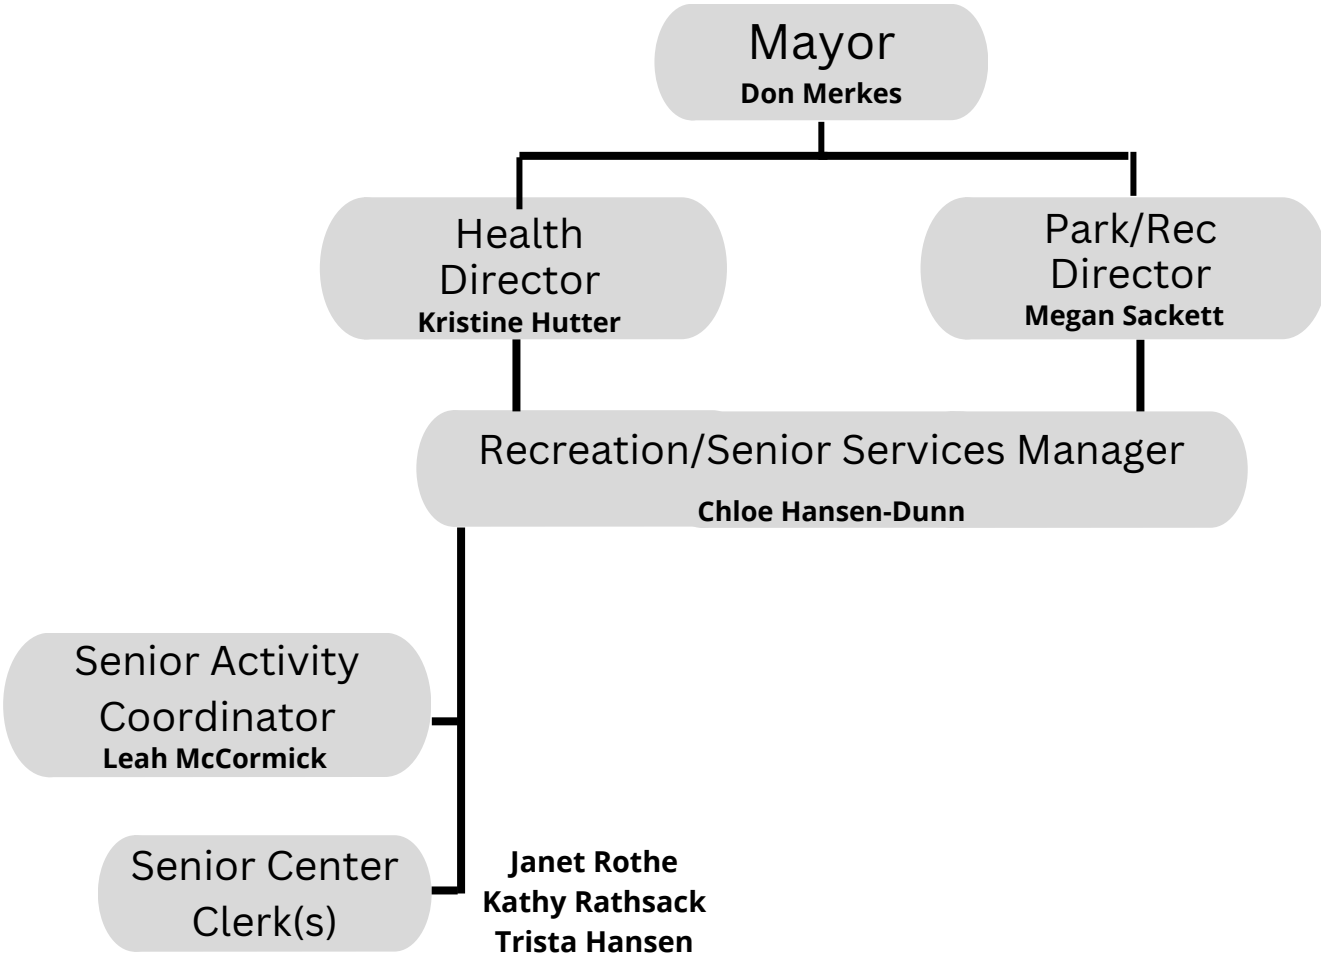 Mayor
Don Merkes
Health
Director
Kristine Hutter
Park/Rec
Director
Megan Sackett
Recreation/Senior Services Manager
Chloe Hansen-Dunn
Senior Activity
Coordinator
Leah McCormick
Senior Center
Clerk(s)
Janet Rothe
Kathy Rathsack
Trista Hansen